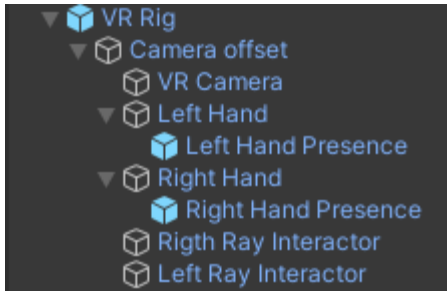 VR Rig
Camera offset
VR Camera
Left Hand
Left Hand Presence
Right Hand
Right Hand Presence
Rigth Ray Interactor
Left Ray Interactor